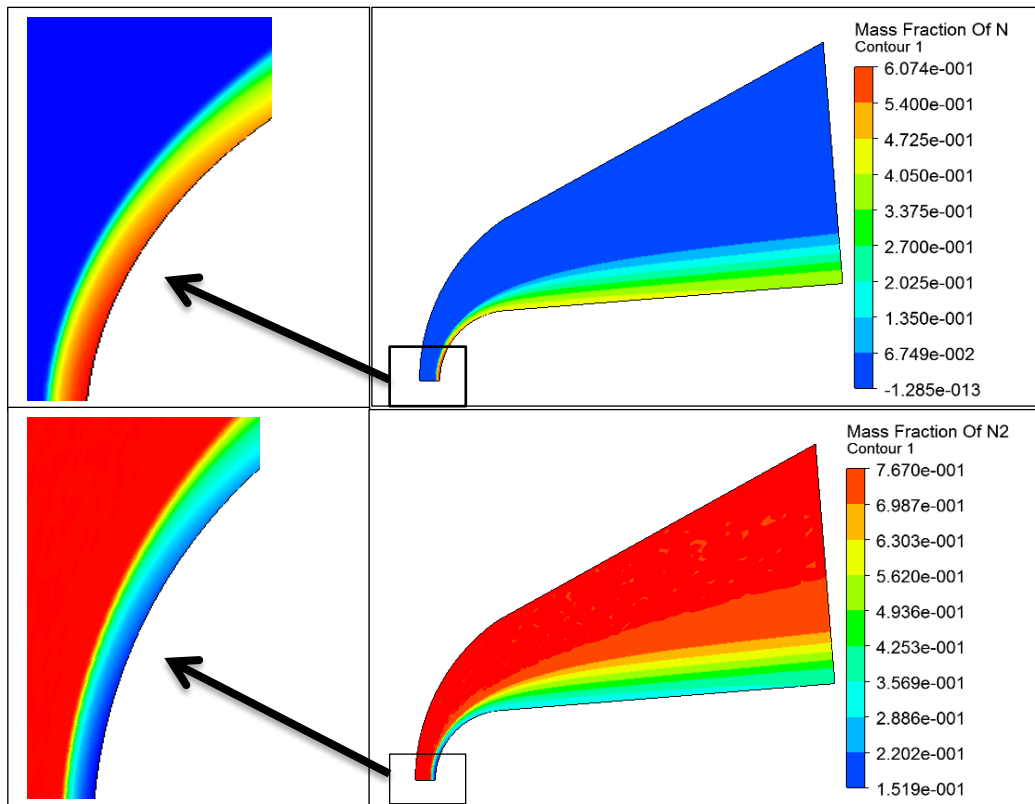 Mass Fraction Of N
Contour 1
6.074e-001
5.400e-001
4.725e-001
4.050e-001
3.375e-001
2.700e-001
2.025e-001
1.350e-001
6.749e-002
-1.285e-013
Mass Fraction Of N2
Contour 1
7.670e-001
6.987e-001
6.303e-001
5.620e-001
4.936e-001
4.253e-001
3.569e-001
2.886e-001
2.202e-001
1.519e-001